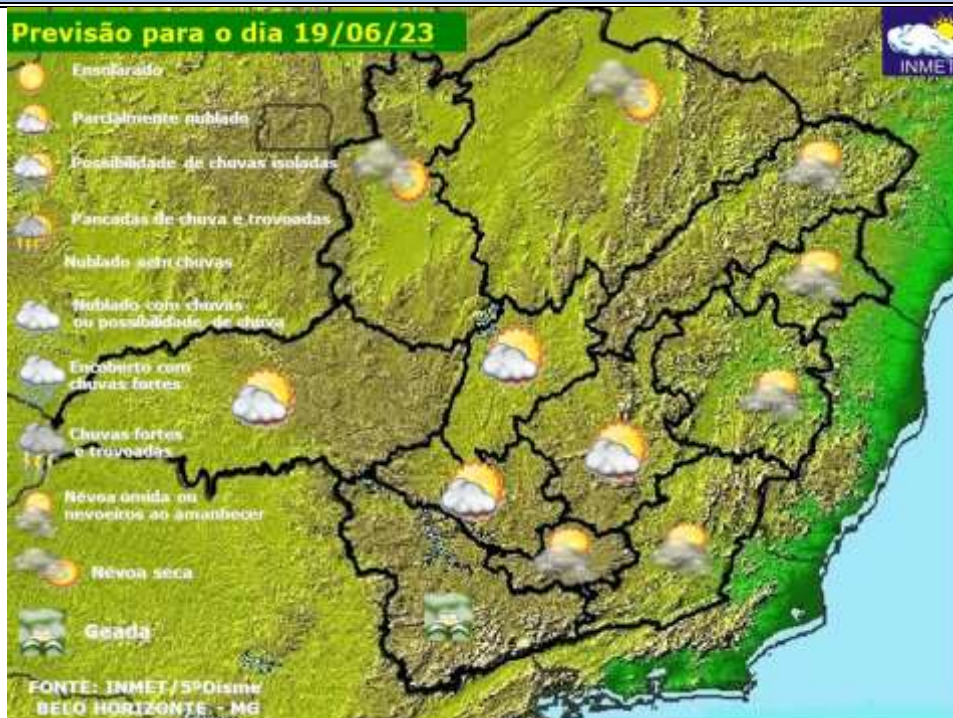 Previsão para o dia 19/06/23
INMET
Ensolarado
Parcialmente nublado
Possibilidade de chuvas isoladas
Pancadas de chuva e trovoadas
Nublado sem chuvas
Nublado com chuvas
ou possibilidade de chuva
Encoberto com
chuvas fortes
Chuvas fortes
e trovoadas
Névoa úmida ou
nevoeiros ao amanhecer
Névoa seca
Geada
FONTE: INMET/5ºDisme
BELO HORIZONTE - MG